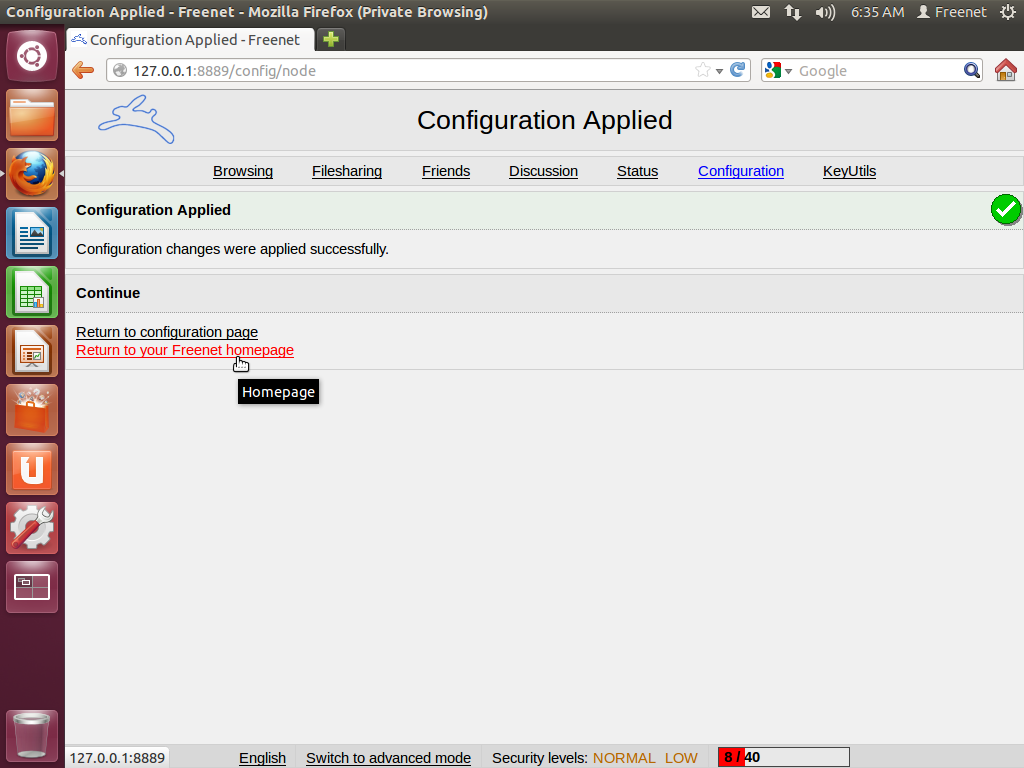 Configuration Applied - Freenet - Mozilla Firefox (Private Browsing)
6:35 AM Freenet
Configuration Applied - Freenet
127.0.0.1:8889/config/node
Google
Configuration Applied
Browsing Filesharing Friends Discussion Status Configuration KeyUtils
Configuration Applied
Configuration changes were applied successfully.
Continue
Return to configuration page
Return to your Freenet homepage
Homepage
127.0.0.1:8889 English Switch to advanced mode Security levels: NORMAL LOW 8 / 40